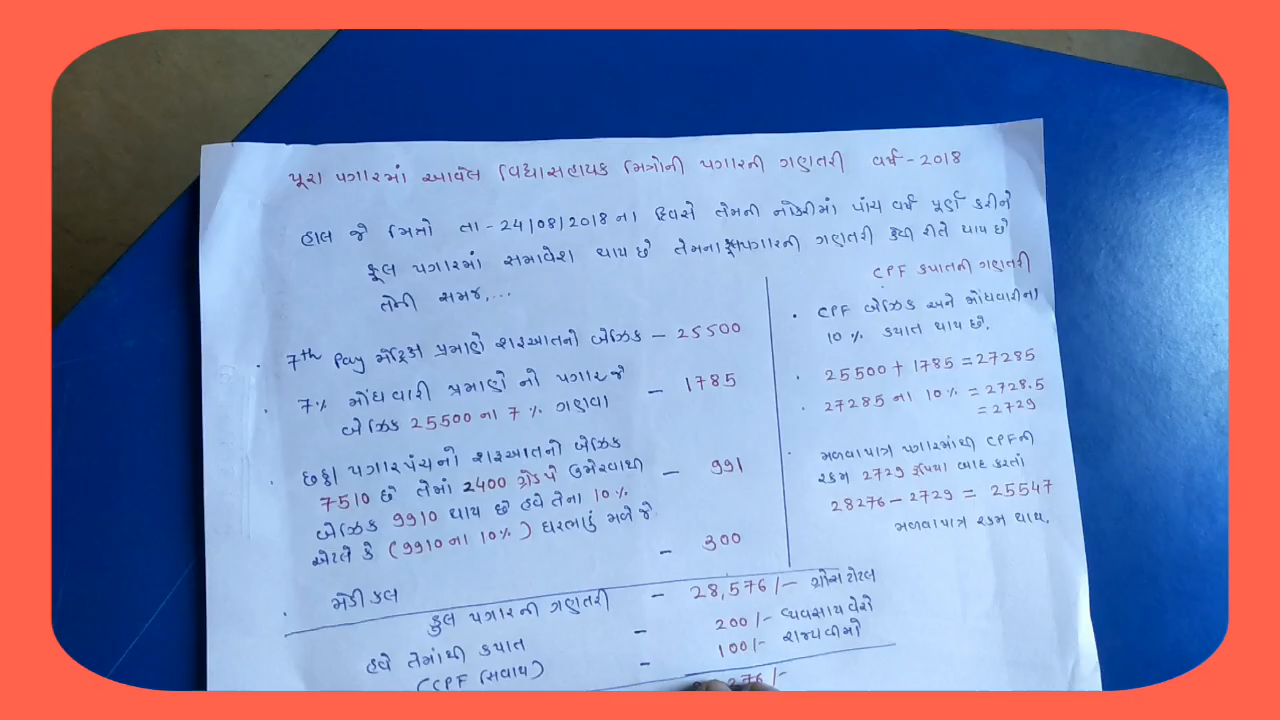 પૂરા પગારમાં આવેલ વિદ્યાસહાયક મિત્રોની પગારની ગણતરી વર્ષ - 2018
હાલ જે મિત્રો તા - 24/08/2018 ના દિવસે તેમની નોકરીમાં પાંચ વર્ષ પૂર્ણ કરીને
ફૂલ પગારમાં સમાવેશ થાય છે તેમના ફૂલપગારની ગણતરી કેવી રીતે થાય છે
તેની સમજ....
7th Pay મેટ્રિક્સ પ્રમાણે શરૂઆતનો બેઝિક - 25500
7% મોંઘવારી પ્રમાણે નો પગાર જે
બેઝિક 25500 ના 7% ગણવા - 1785
છઠ્ઠા પગારપંચનો શરૂઆતનો બેઝિક
7510 છે તેમાં 2400 ગ્રેડપે ઉમેરવાથી - 991
બેઝિક 9910 થાય છે હવે તેના 10%
એટલે કે (9910 ના 10%) ઘરભાડું મળે જે.
મેડીકલ - 300
કુલ પગારની ગણતરી - 28,576/- ગ્રોસ ટોટલ
હવે તેમાંથી કપાત - 200/- વ્યવસાયવેરો
(CPF સિવાય) - 100/- રાજ્યવીમો
276/-
CPF કપાતની ગણતરી
. CPF બેઝિક અને મોંઘવારીના
10% કપાત થાય છે.
. 25500 + 1785 = 27285
. 27285 ના 10% = 2728.5
= 2729
. મળવાપાત્ર પગારમાંથી CPF ની
રકમ 2729 રૂપિયા બાદ કરતાં
28276 - 2729 = 25547
મળવાપાત્ર રકમ થાય.